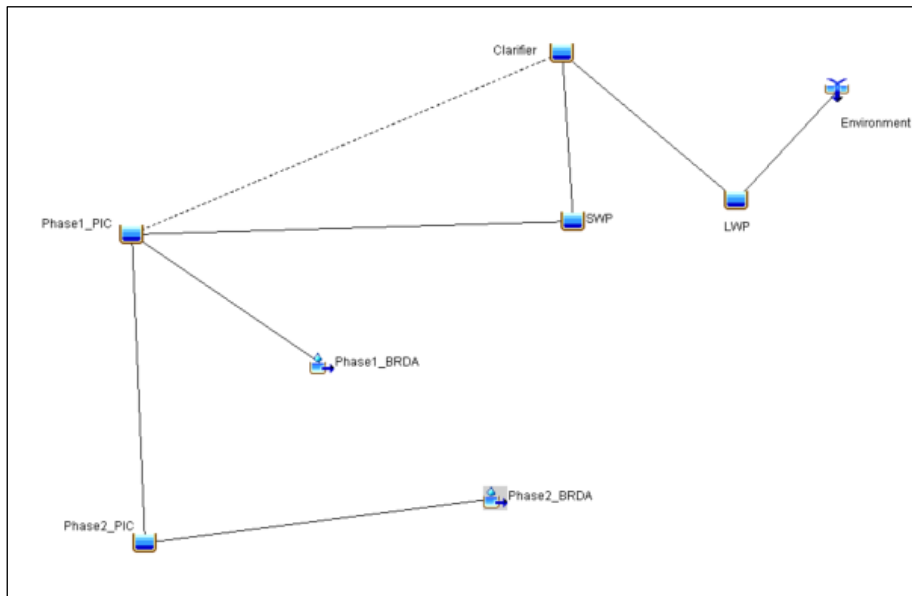 Clarifier
Environment
Phase1_PIC
SWP
LWP
Phase1_BRDA
Phase2_BRDA
Phase2_PIC